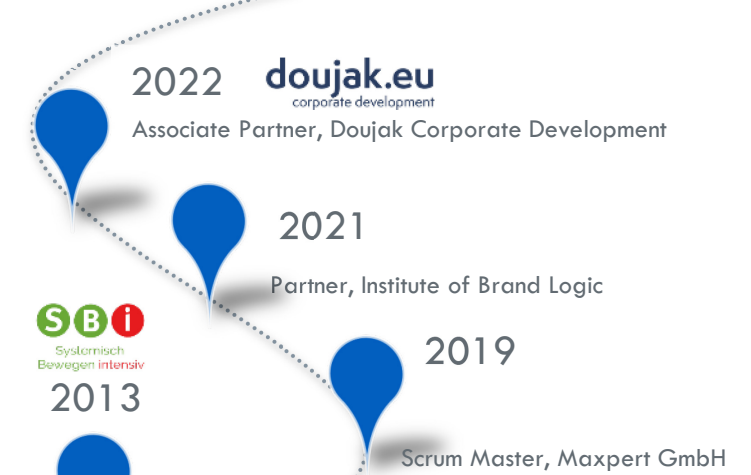 2022
doujak.eu
corporate development
Associate Partner, Doujak Corporate Development
2021
Partner, Institute of Brand Logic
SBi
Systemisch
Bewegen intensiv
2019
2013
Scrum Master, Maxpert GmbH